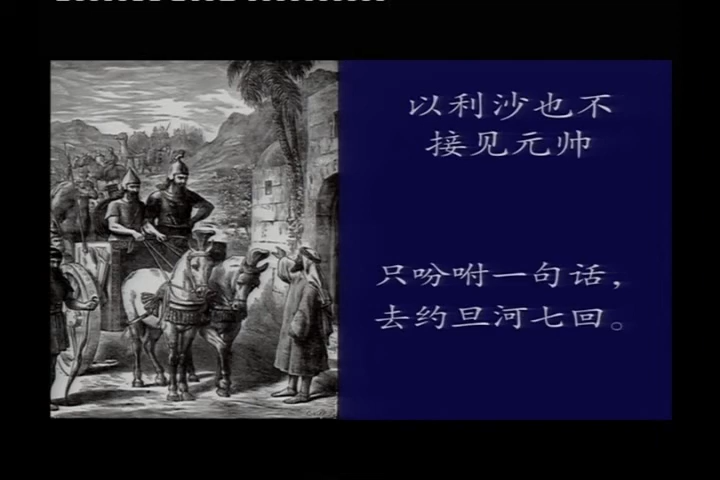 以利沙也不
接见元帅
只吩咐一句话，
去约旦河七回。